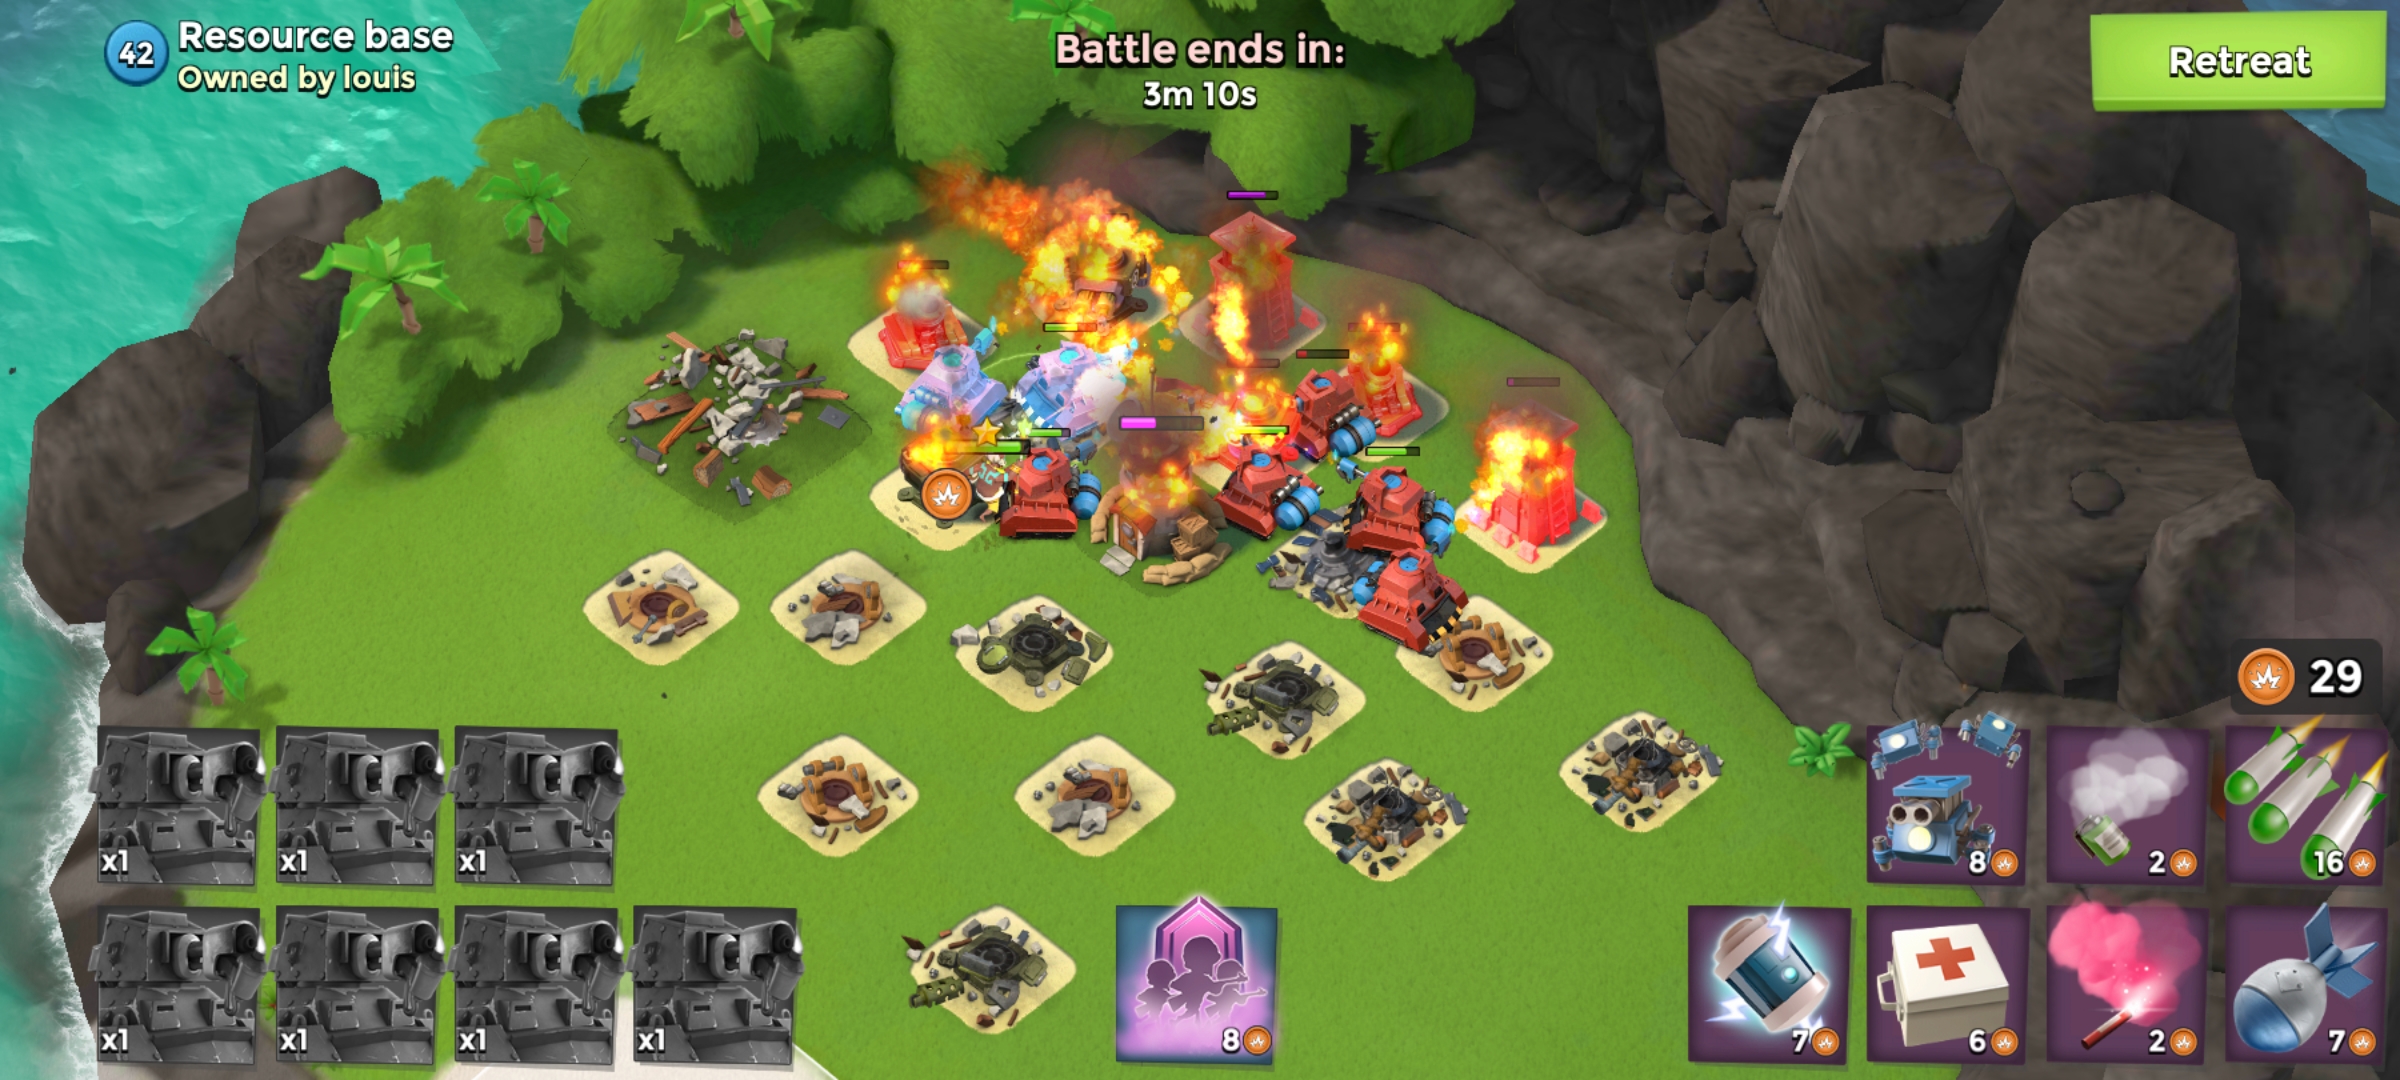 42
Resource base
Owned by louis
Battle ends in:
3m 10s
Retreat
29
x1
x1
x1
8
2
16
x1
x1
x1
x1
8
7
6
2
7